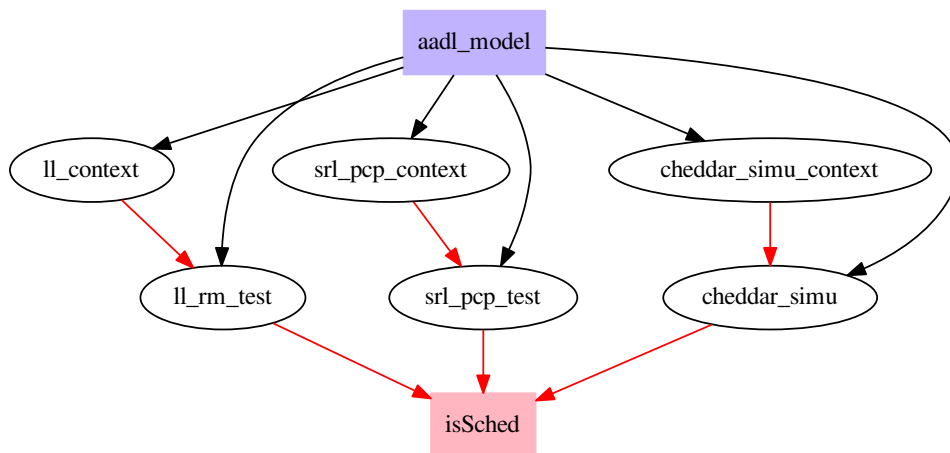 aadl_model
ll_context
srl_pcp_context
cheddar_simu_context
ll_rm_test
srl_pcp_test
cheddar_simu
isSched